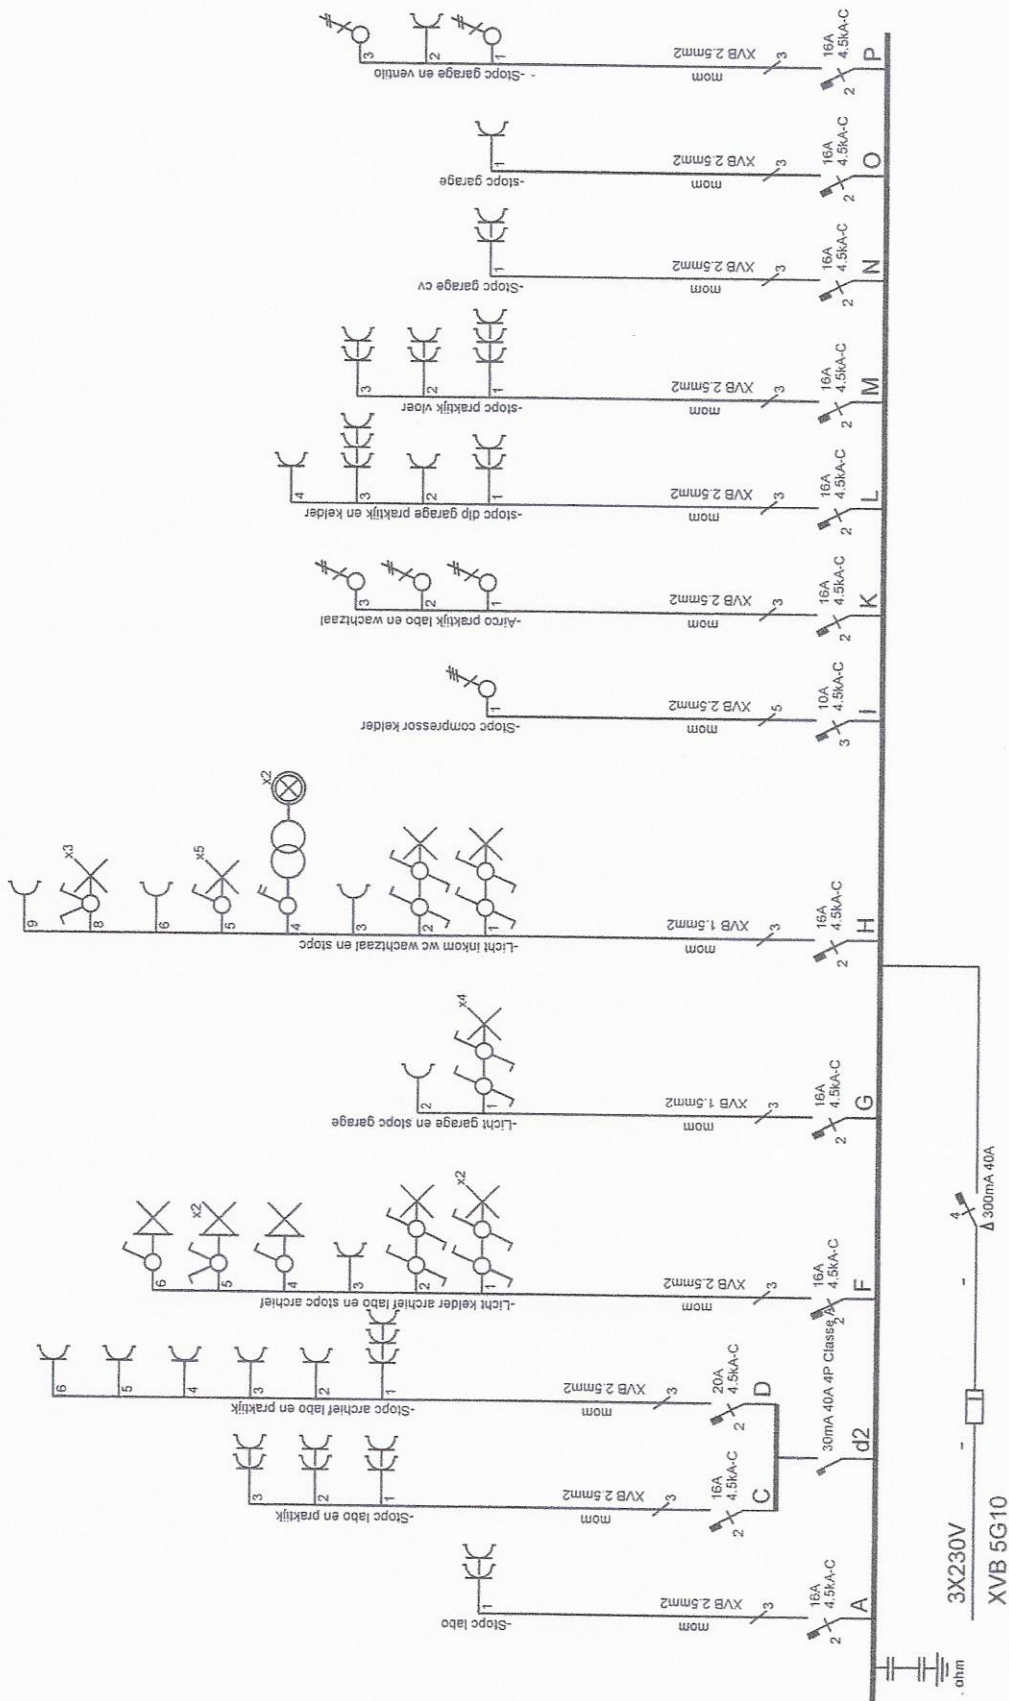 3X230V
XVB 5G10
. ohm
4
Δ 300mA 40A
-
-
A
2
16A
4.5kA-C
3
XVB 2.5mm2
mom
-Stopc labo
1
d2
30mA 40A 4P Classe A
C
2
16A
4.5kA-C
3
XVB 2.5mm2
mom
-Stopc labo en praktijk
1
2
3
D
2
20A
4.5kA-C
3
XVB 2.5mm2
mom
-Stopc archief labo en praktijk
1
2
3
4
5
6
F
2
16A
4.5kA-C
3
XVB 2.5mm2
mom
-Licht kelder archief labo en stopc archief
1
x2
2
3
4
5
x2
6
G
2
16A
4.5kA-C
3
XVB 1.5mm2
mom
-Licht garage en stopc garage
1
x4
2
H
2
16A
4.5kA-C
3
XVB 1.5mm2
mom
-Licht inkom wc wachtzaal en stopc
1
2
3
4
x2
5
x5
6
8
x3
9
I
3
10A
4.5kA-C
5
XVB 2.5mm2
mom
-Stopc compressor kelder
1
K
2
16A
4.5kA-C
3
XVB 2.5mm2
mom
-Airco praktijk labo en wachtzaal
1
2
3
L
2
16A
4.5kA-C
3
XVB 2.5mm2
mom
-stopc dlp garage praktijk en kelder
1
2
3
4
M
2
16A
4.5kA-C
3
XVB 2.5mm2
mom
-stopc praktijk vloer
1
2
3
N
2
16A
4.5kA-C
3
XVB 2.5mm2
mom
-Stopc garage cv
1
O
2
16A
4.5kA-C
3
XVB 2.5mm2
mom
-stopc garage
1
P
2
16A
4.5kA-C
3
XVB 2.5mm2
mom
-Stopc garage en ventilo
1
2
3